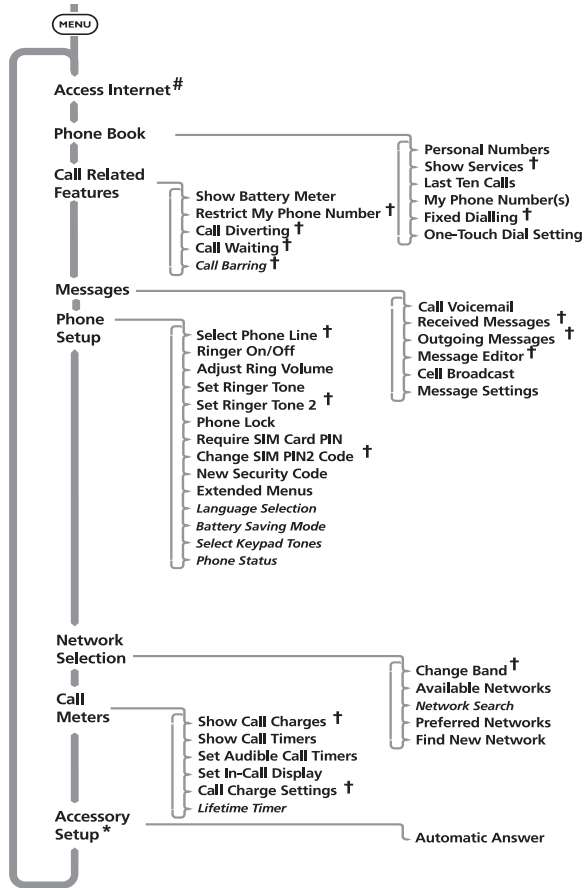 MENU
Access Internet #
Phone Book
Personal Numbers
Show Services †
Last Ten Calls
My Phone Number(s)
Fixed Dialling †
One-Touch Dial Setting
Call Related
Features
Show Battery Meter
Restrict My Phone Number †
Call Diverting †
Call Waiting †
Call Barring †
Messages
Call Voicemail
Received Messages †
Outgoing Messages †
Message Editor †
Cell Broadcast
Message Settings
Phone
Setup
Select Phone Line †
Ringer On/Off
Adjust Ring Volume
Set Ringer Tone
Set Ringer Tone 2 †
Phone Lock
Require SIM Card PIN
Change SIM PIN2 Code †
New Security Code
Extended Menus
Language Selection
Battery Saving Mode
Select Keypad Tones
Phone Status
Network
Selection
Change Band †
Available Networks
Network Search
Preferred Networks
Find New Network
Call
Meters
Show Call Charges †
Show Call Timers
Set Audible Call Timers
Set In-Call Display
Call Charge Settings †
Lifetime Timer
Accessory
Setup *
Automatic Answer